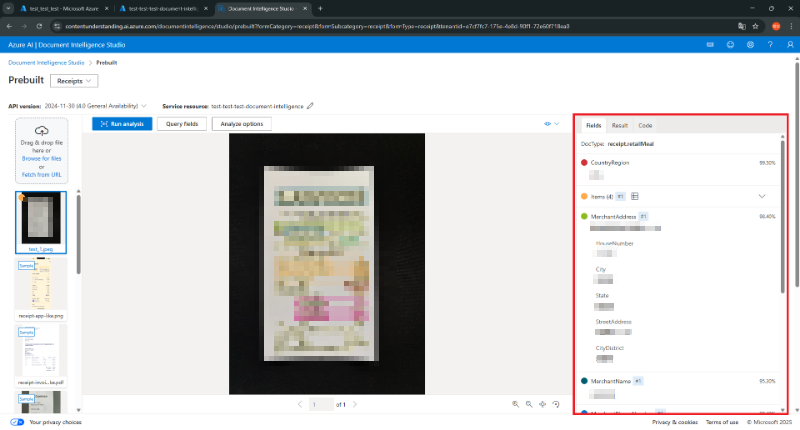 test_test_test - Microsoft Azure
test-test-test-document-intelli
Document Intelligence Studio
contentunderstanding.ai.azure.com/documentintelligence/studio/prebuilt?formCategory=receipt&formSubcategory=receipt&formType=receipt&tenantid=
Azure AI | Document Intelligence Studio
Document Intelligence Studio > Prebuilt
Prebuilt
Receipts
API version: 2024-11-30 (4.0 General Availability)
Service resource: test-test-test-document-intelligence
Drag & drop file
here or
Browse for files
or
Fetch from URL
Run analysis
Query fields
Analyze options
test_1.jpeg
Sample
receipt-app-like.png
Sample
receipt-invoi...ke.pdf
Sample
1 of 1
Fields
Result
Code
DocType: receipt.retailMeal
CountryRegion 99.30%
Items (4) #1
MerchantAddress #1 98.40%
HouseNumber
City
State
StreetAddress
CityDistrict
MerchantName #1 95.30%
Your privacy choices
Privacy & cookies
Terms of use
© Microsoft 2025